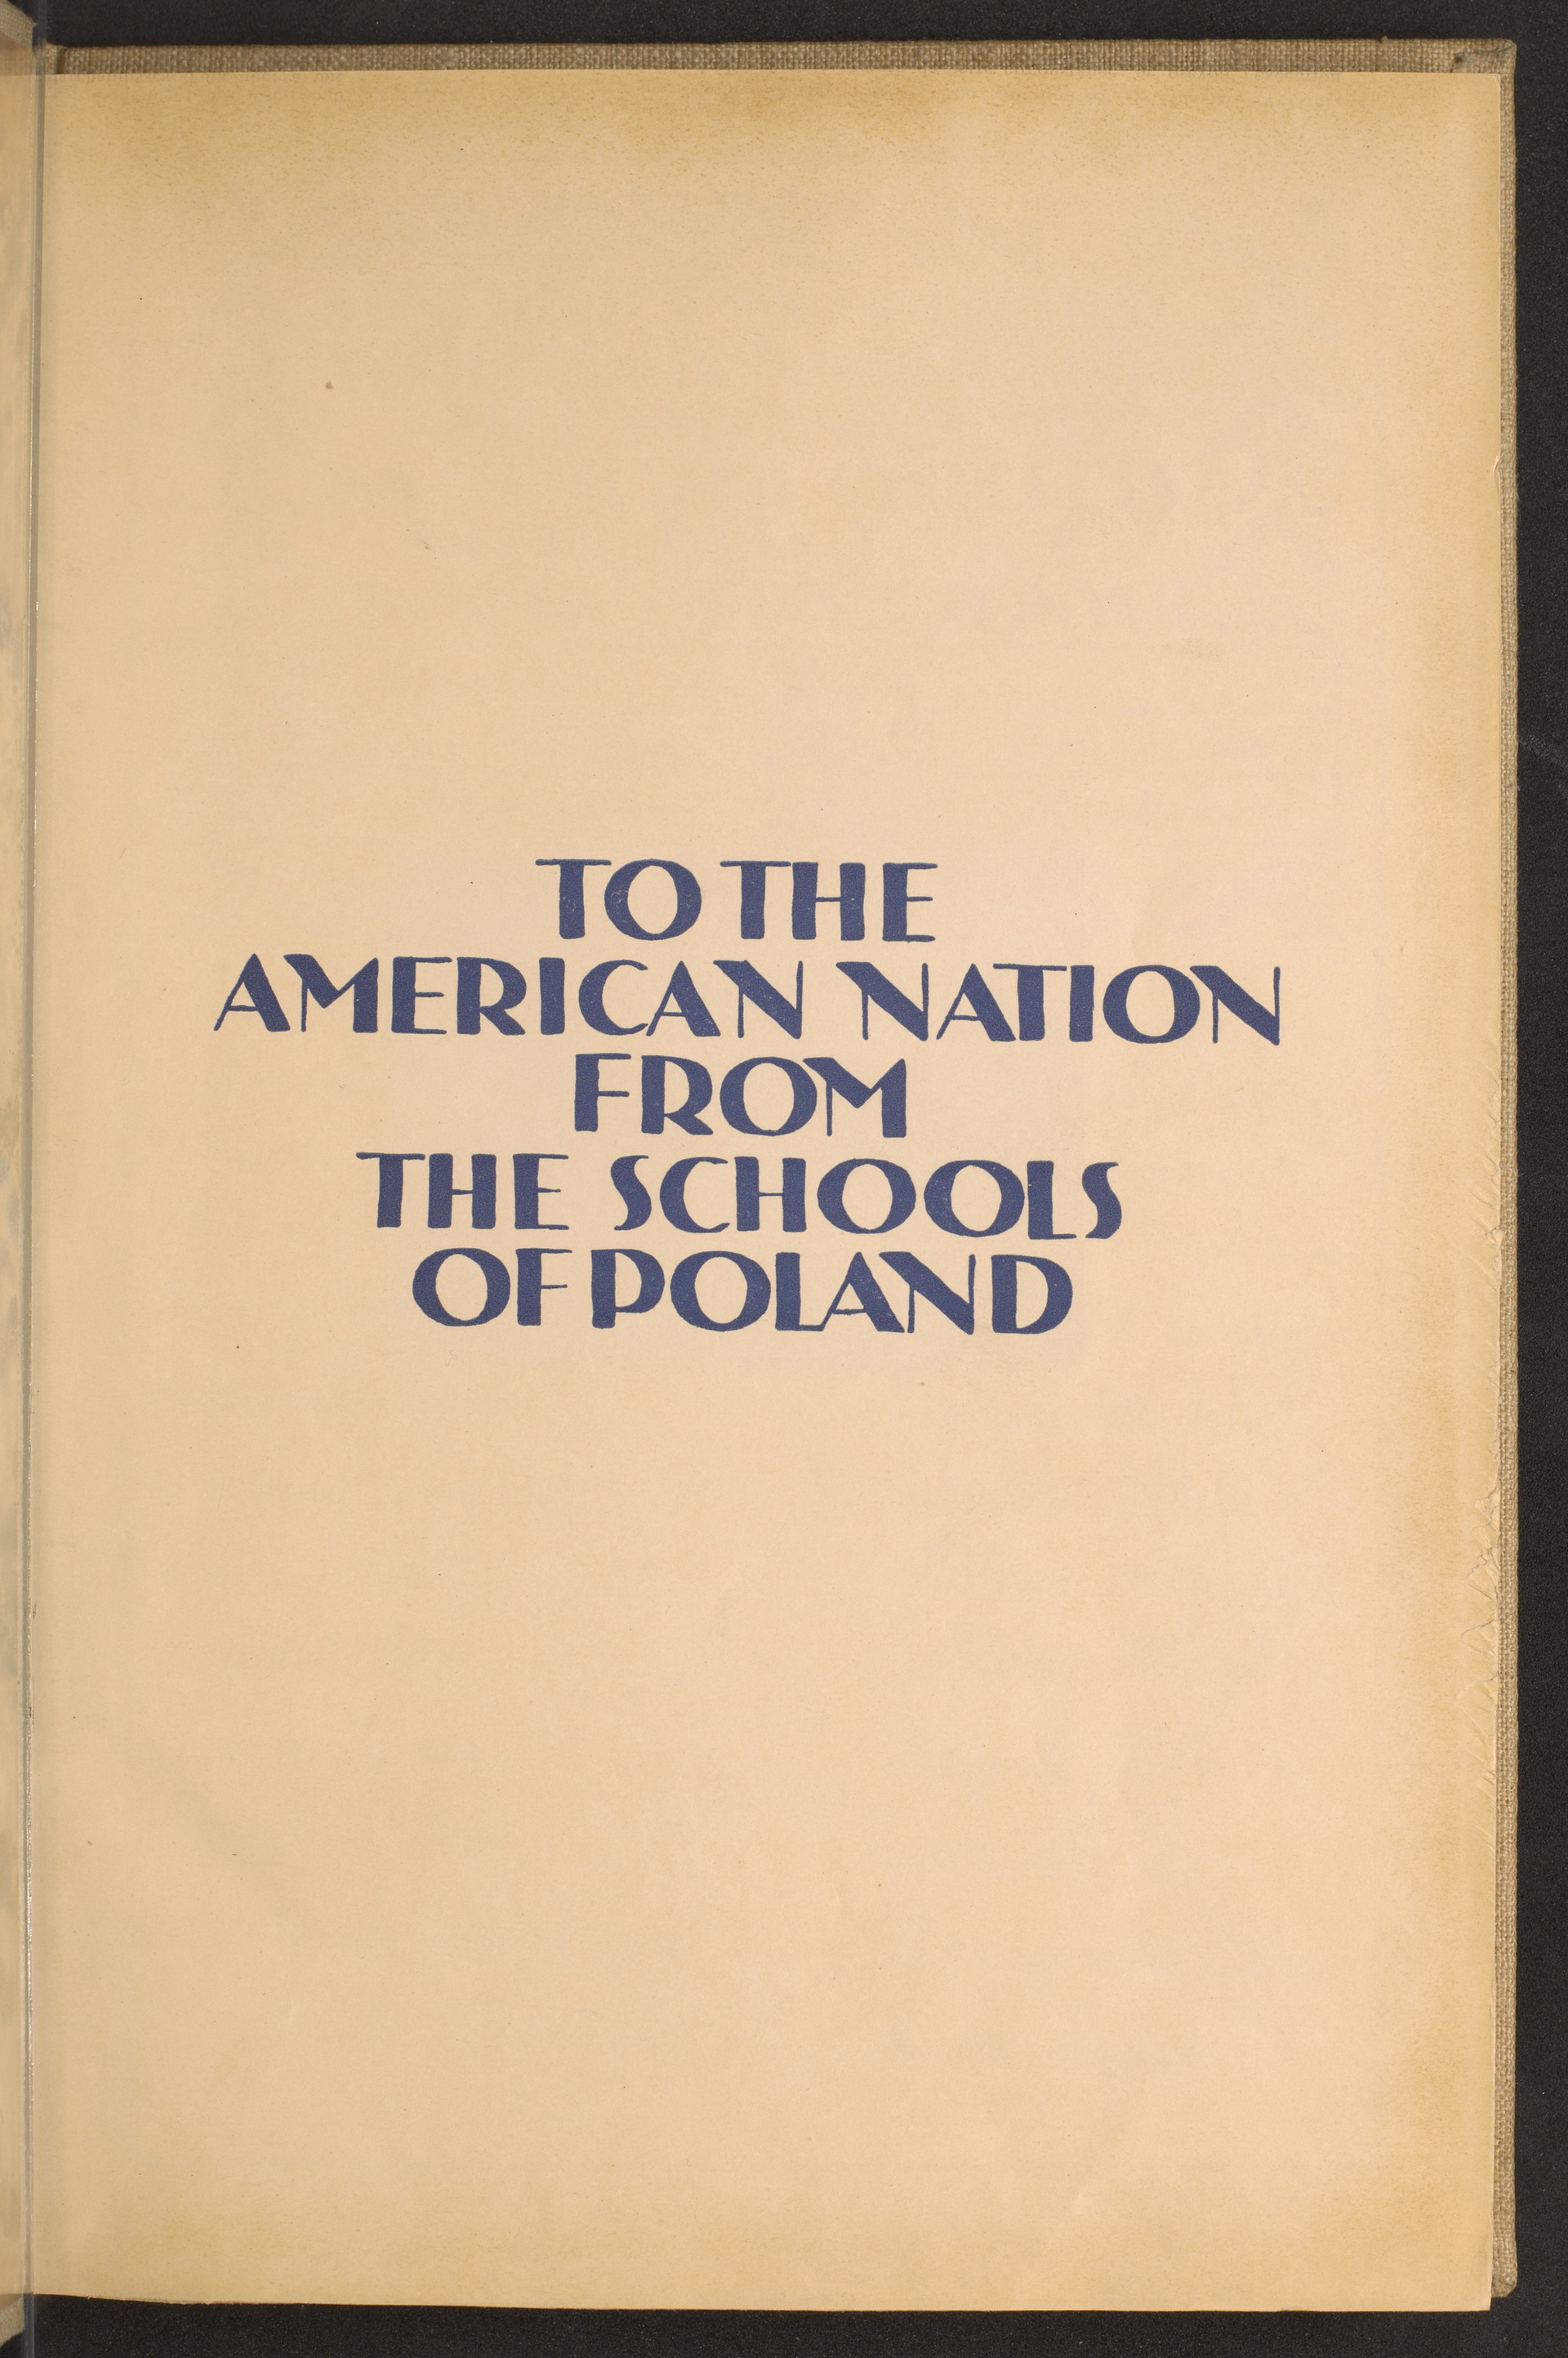 TO THE
AMERICAN NATION
FROM
THE SCHOOLS
OF POLAND